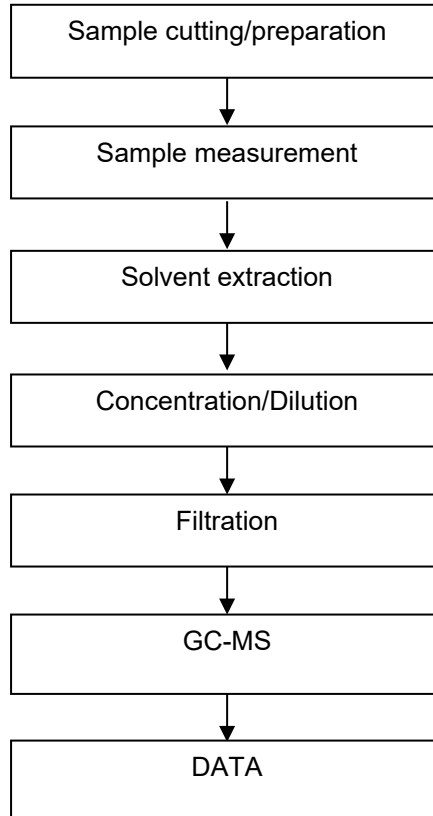 Sample cutting/preparation
Sample measurement
Solvent extraction
Concentration/Dilution
Filtration
GC-MS
DATA